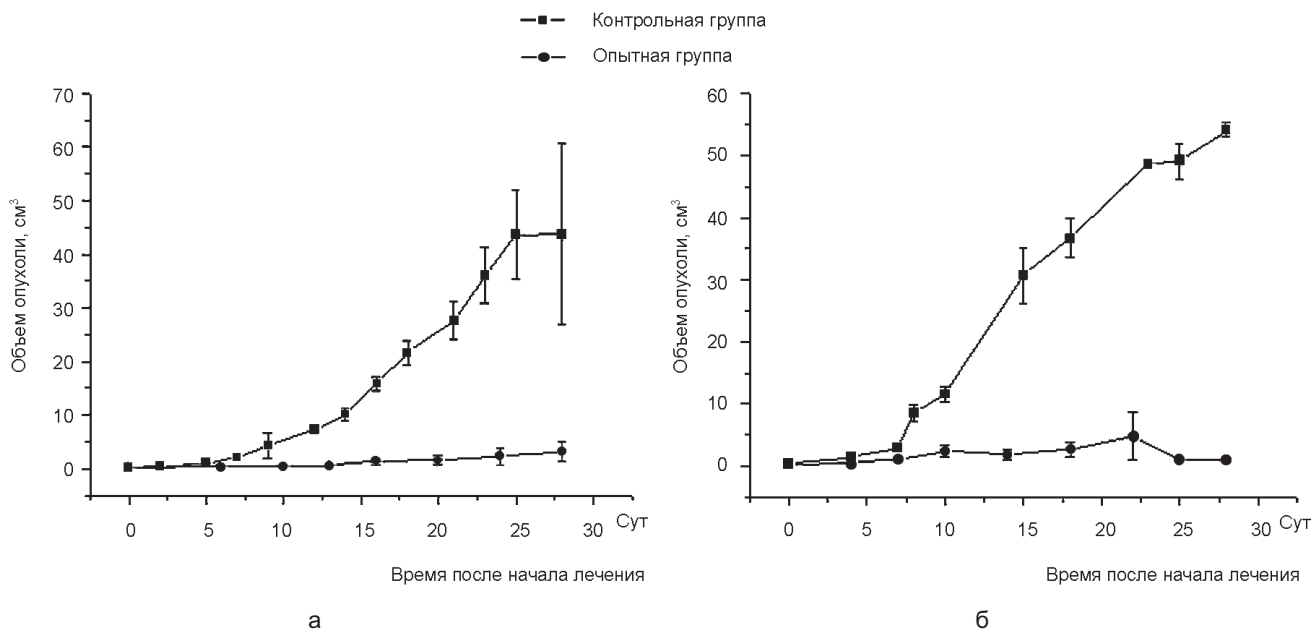 Контрольная группа
Опытная группа
70
60
50
40
30
20
10
0
Объем опухоли, см³
0 5 10 15 20 25 30 Сут
Время после начала лечения
а
60
50
40
30
20
10
0
Объем опухоли, см³
0 5 10 15 20 25 30 Сут
Время после начала лечения
б